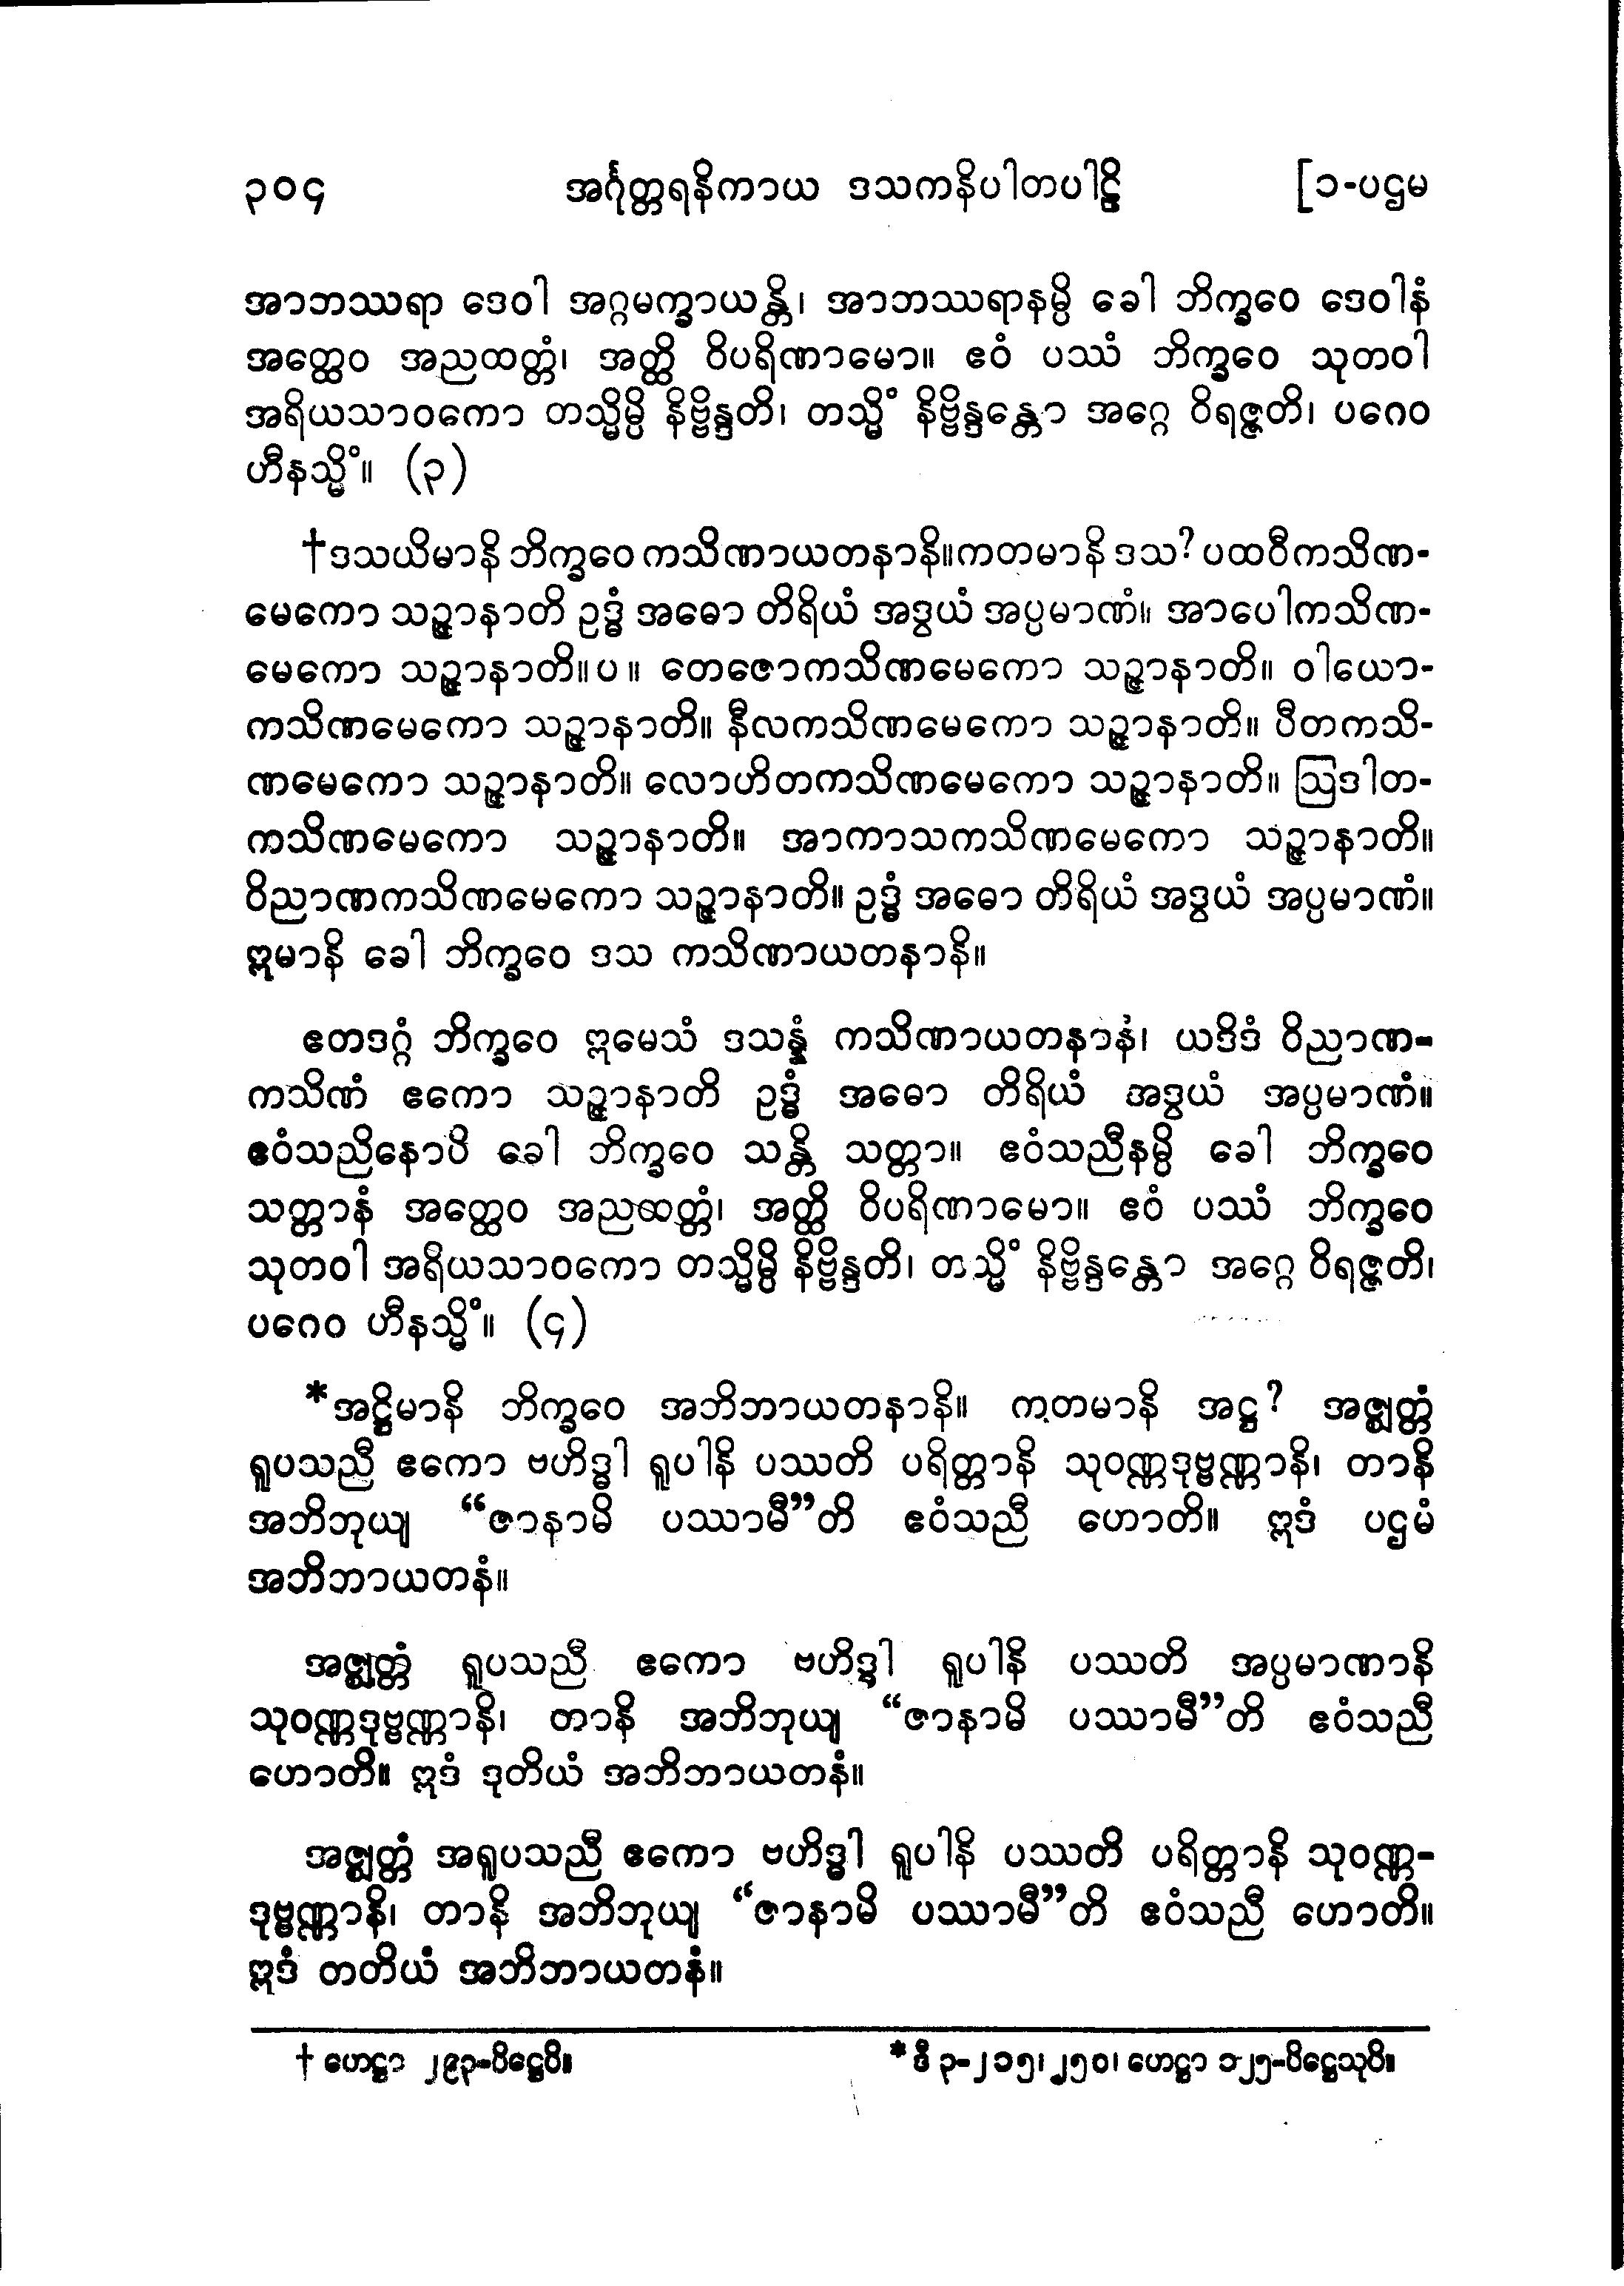 ၃၀၄ အင်္ဂုတ္တရနိကာယ ဒသကနိပါတပါဠိ [၁-ပဌမ
အာဘဿရာ ဒေဝါ အဂ္ဂမက္ခာယန္တိ၊ အာဘဿရာနမ္ပိ ခေါ ဘိက္ခဝေ ဒေဝါနံ
အတ္ထေဝ အညထတ္တံ၊ အတ္ထိ ဝိပရိဏာမော။ ဧဝံ ပဿံ ဘိက္ခဝေ သုတဝါ
အရိယသာဝကော တသ္မိမ္ပိ နိဗ္ဗိန္ဒတိ၊ တသ္မိံ နိဗ္ဗိန္ဒန္တော အဂ္ဂေ ဝိရဇ္ဇတိ၊ ပဂေဝ
ဟီနသ္မိံ။ (၃)
†ဒသယိမာနိ ဘိက္ခဝေ ကသိဏာယတနာနိ။ကတမာနိ ဒသ? ပထဝီကသိဏ-
မေကော သဉ္ဇာနာတိ ဥဒ္ဓံ အဓော တိရိယံ အဒွယံ အပ္ပမာဏံ။ အာပေါကသိဏ-
မေကော သဉ္ဇာနာတိ။ပ။ တေဇောကသိဏမေကော သဉ္ဇာနာတိ။ ဝါယော-
ကသိဏမေကော သဉ္ဇာနာတိ။ နီလကသိဏမေကော သဉ္ဇာနာတိ။ ပီတကသိ-
ဏမေကော သဉ္ဇာနာတိ။ လောဟိတကသိဏမေကော သဉ္ဇာနာတိ။ ဩဒါတ-
ကသိဏမေကော သဉ္ဇာနာတိ။ အာကာသကသိဏမေကော သဉ္ဇာနာတိ။
ဝိညာဏကသိဏမေကော သဉ္ဇာနာတိ။ ဥဒ္ဓံ အဓော တိရိယံ အဒွယံ အပ္ပမာဏံ။
ဣမာနိ ခေါ ဘိက္ခဝေ ဒသ ကသိဏာယတနာနိ။
ဧတဒဂ္ဂံ ဘိက္ခဝေ ဣမေသံ ဒသန္နံ ကသိဏာယတနာနံ၊ ယဒိဒံ ဝိညာဏ-
ကသိဏံ ဧကော သဉ္ဇာနာတိ ဥဒ္ဓံ အဓော တိရိယံ အဒွယံ အပ္ပမာဏံ။
ဧဝံသညိနောပိ ခေါ ဘိက္ခဝေ သန္တိ သတ္တာ။ ဧဝံသညီနမ္ပိ ခေါ ဘိက္ခဝေ
သတ္တာနံ အတ္ထေဝ အညထတ္တံ၊ အတ္ထိ ဝိပရိဏာမော။ ဧဝံ ပဿံ ဘိက္ခဝေ
သုတဝါ အရိယသာဝကော တသ္မိမ္ပိ နိဗ္ဗိန္ဒတိ၊ တသ္မိံ နိဗ္ဗိန္ဒန္တော အဂ္ဂေ ဝိရဇ္ဇတိ၊
ပဂေဝ ဟီနသ္မိံ။ (၄)
*အဋ္ဌိမာနိ ဘိက္ခဝေ အဘိဘာယတနာနိ။ ကတမာနိ အဋ္ဌ? အဇ္ဈတ္တံ
ရူပသညီ ဧကော ဗဟိဒ္ဓါ ရူပါနိ ပဿတိ ပရိတ္တာနိ သုဝဏ္ဏဒုဗ္ဗဏ္ဏာနိ၊ တာနိ
အဘိဘုယျ “ဇာနာမိ ပဿာမီ”တိ ဧဝံသညီ ဟောတိ။ ဣဒံ ပဌမံ
အဘိဘာယတနံ။
အဇ္ဈတ္တံ ရူပသညီ ဧကော ဗဟိဒ္ဓါ ရူပါနိ ပဿတိ အပ္ပမာဏာနိ
သုဝဏ္ဏဒုဗ္ဗဏ္ဏာနိ၊ တာနိ အဘိဘုယျ “ဇာနာမိ ပဿာမီ”တိ ဧဝံသညီ
ဟောတိ။ ဣဒံ ဒုတိယံ အဘိဘာယတနံ။
အဇ္ဈတ္တံ အရူပသညီ ဧကော ဗဟိဒ္ဓါ ရူပါနိ ပဿတိ ပရိတ္တာနိ သုဝဏ္ဏ-
ဒုဗ္ဗဏ္ဏာနိ၊ တာနိ အဘိဘုယျ “ဇာနာမိ ပဿာမီ”တိ ဧဝံသညီ ဟောတိ။
ဣဒံ တတိယံ အဘိဘာယတနံ။
† ဟေဋ္ဌာ ၂၉၃-ပိဋ္ဌေပိ။ * ဒီ ၃-၂၁၅၊၂၅၀၊ ဟေဋ္ဌာ ၁၂၅-ပိဋ္ဌေသုပိ။